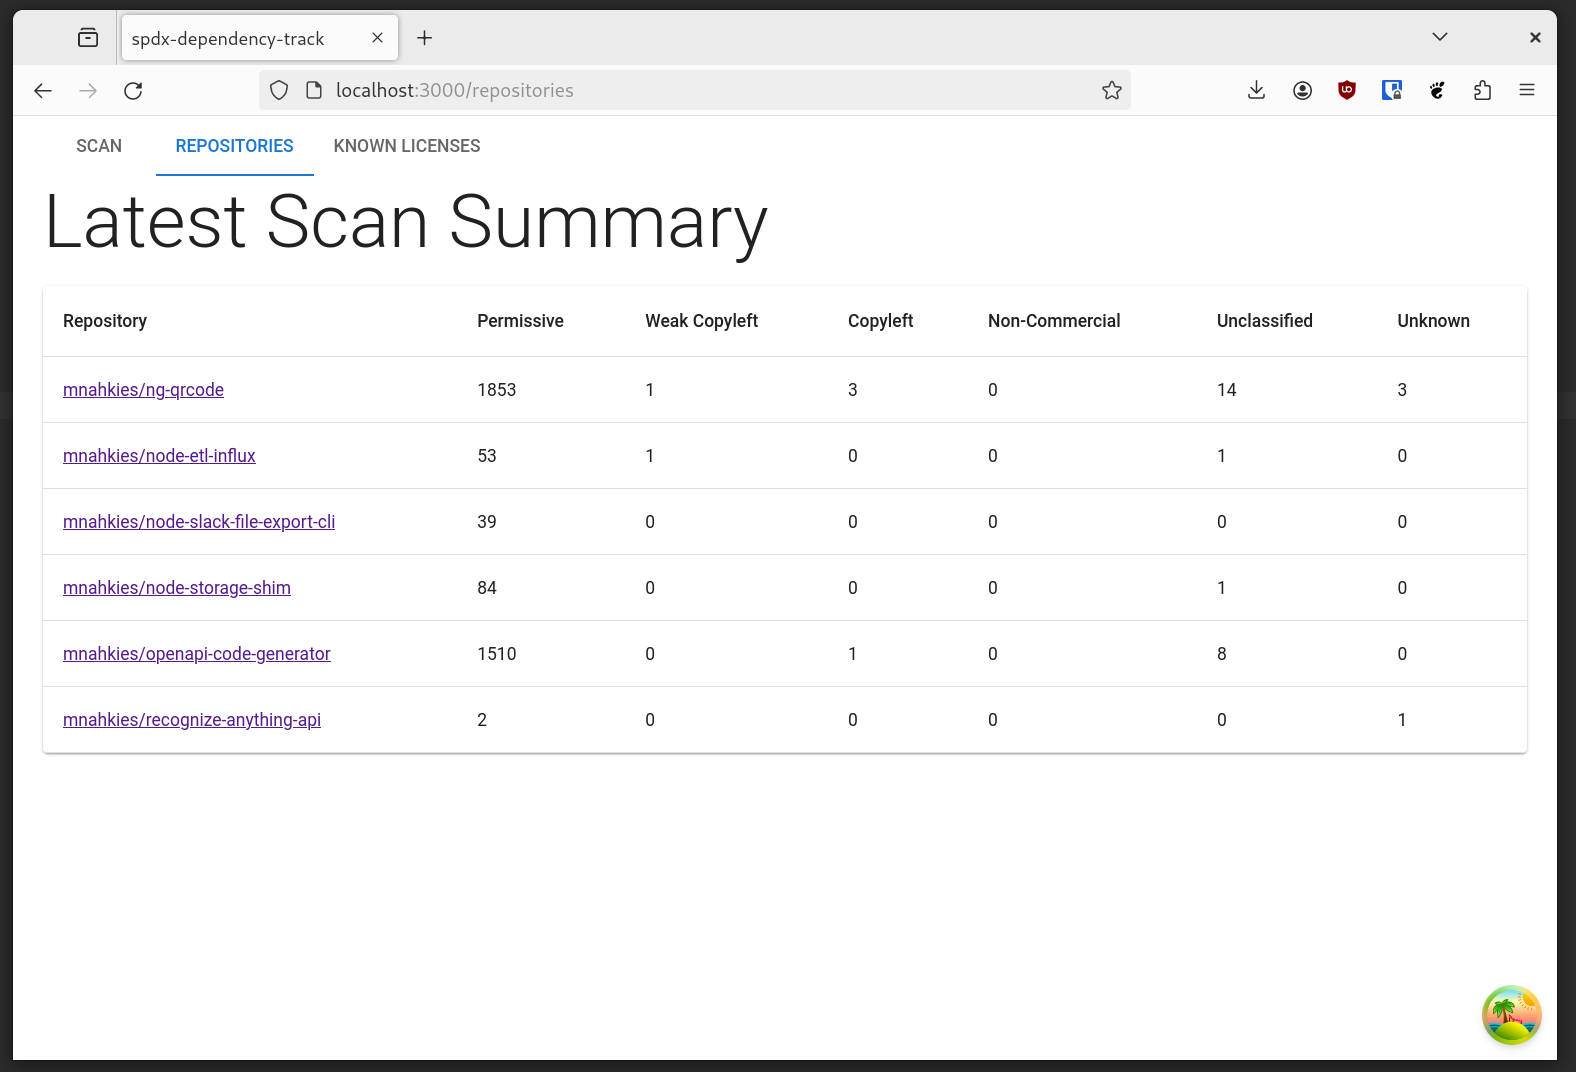 spdx-dependency-track
localhost:3000/repositories
SCAN REPOSITORIES KNOWN LICENSES
Latest Scan Summary
Repository Permissive Weak Copyleft Copyleft Non-Commercial Unclassified Unknown
mnahkies/ng-qrcode 1853 1 3 0 14 3
mnahkies/node-etl-influx 53 1 0 0 1 0
mnahkies/node-slack-file-export-cli 39 0 0 0 0 0
mnahkies/node-storage-shim 84 0 0 0 1 0
mnahkies/openapi-code-generator 1510 0 1 0 8 0
mnahkies/recognize-anything-api 2 0 0 0 0 1